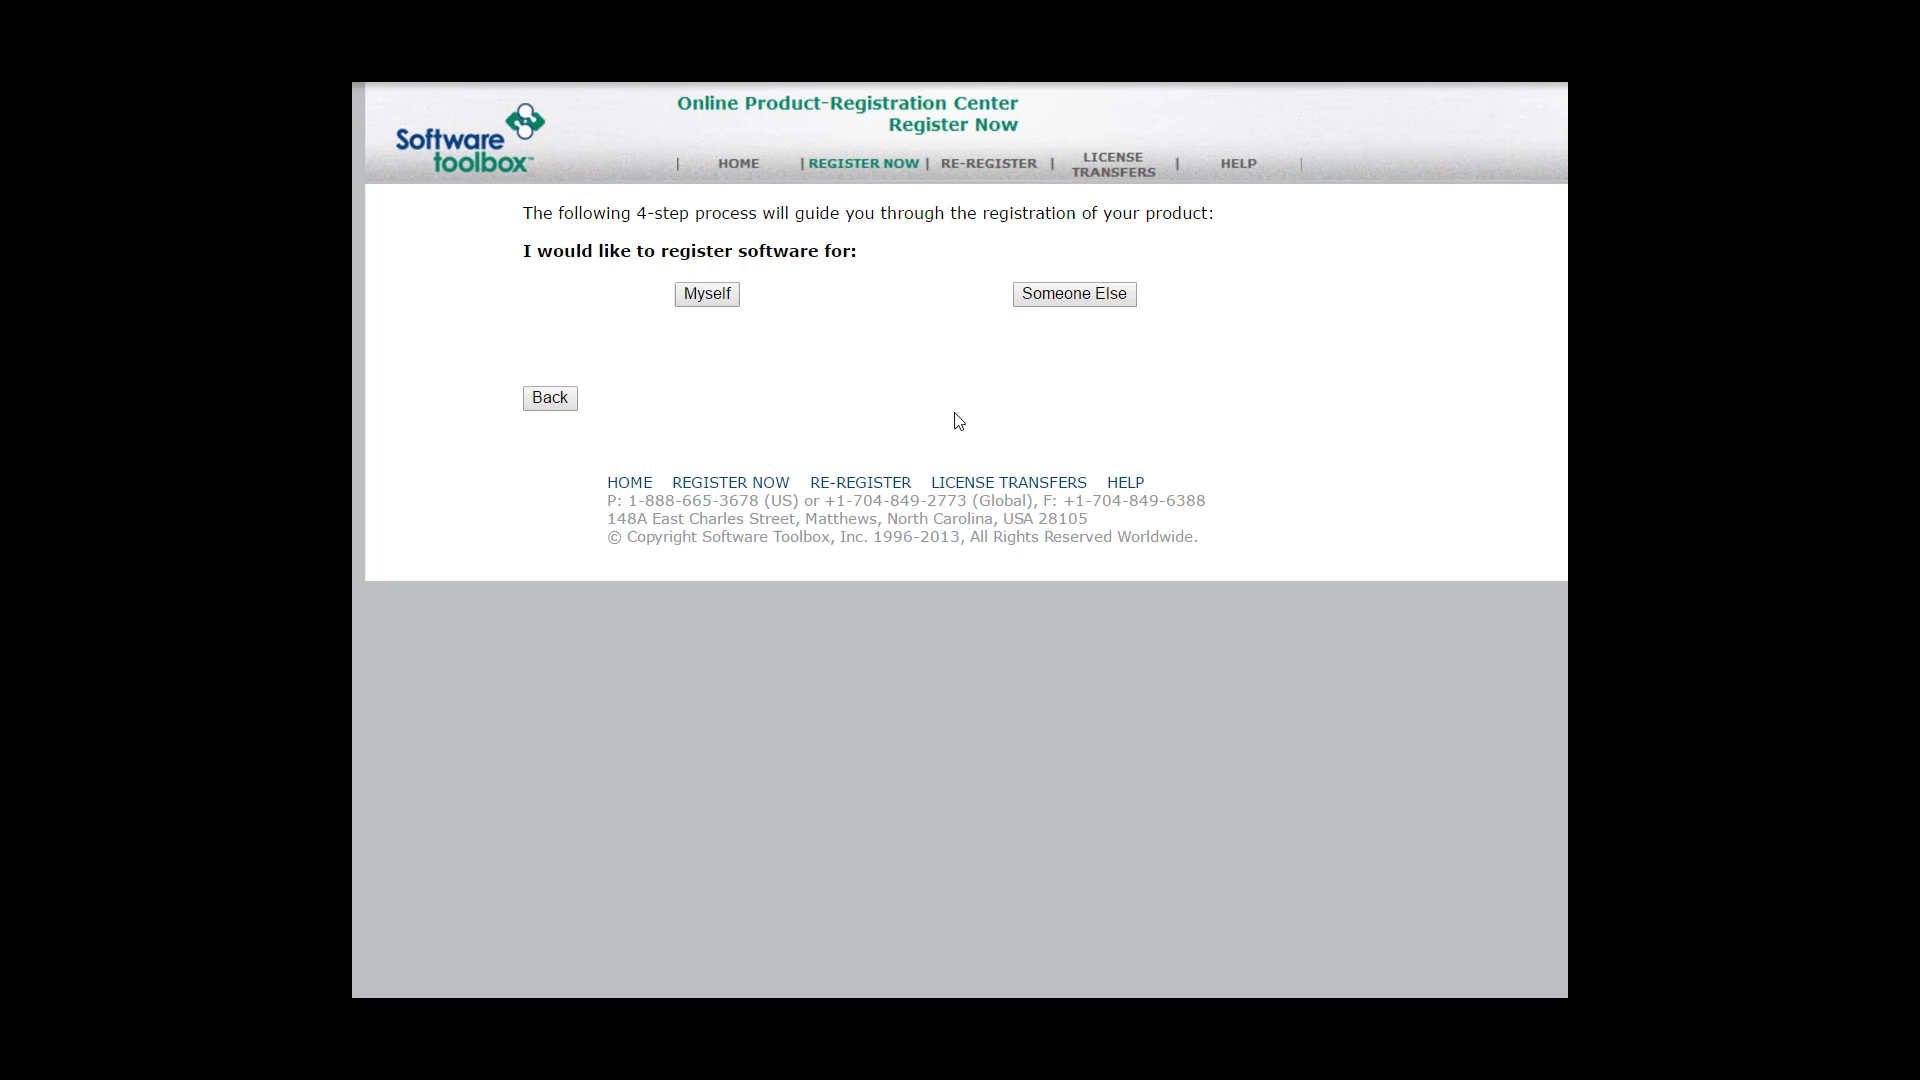 Online Product-Registration Center
Register Now
Software
toolbox™
| HOME | REGISTER NOW | RE-REGISTER | LICENSE TRANSFERS | HELP |
The following 4-step process will guide you through the registration of your product:
I would like to register software for:
Myself Someone Else
Back
HOME REGISTER NOW RE-REGISTER LICENSE TRANSFERS HELP
P: 1-888-665-3678 (US) or +1-704-849-2773 (Global), F: +1-704-849-6388
148A East Charles Street, Matthews, North Carolina, USA 28105
© Copyright Software Toolbox, Inc. 1996-2013, All Rights Reserved Worldwide.